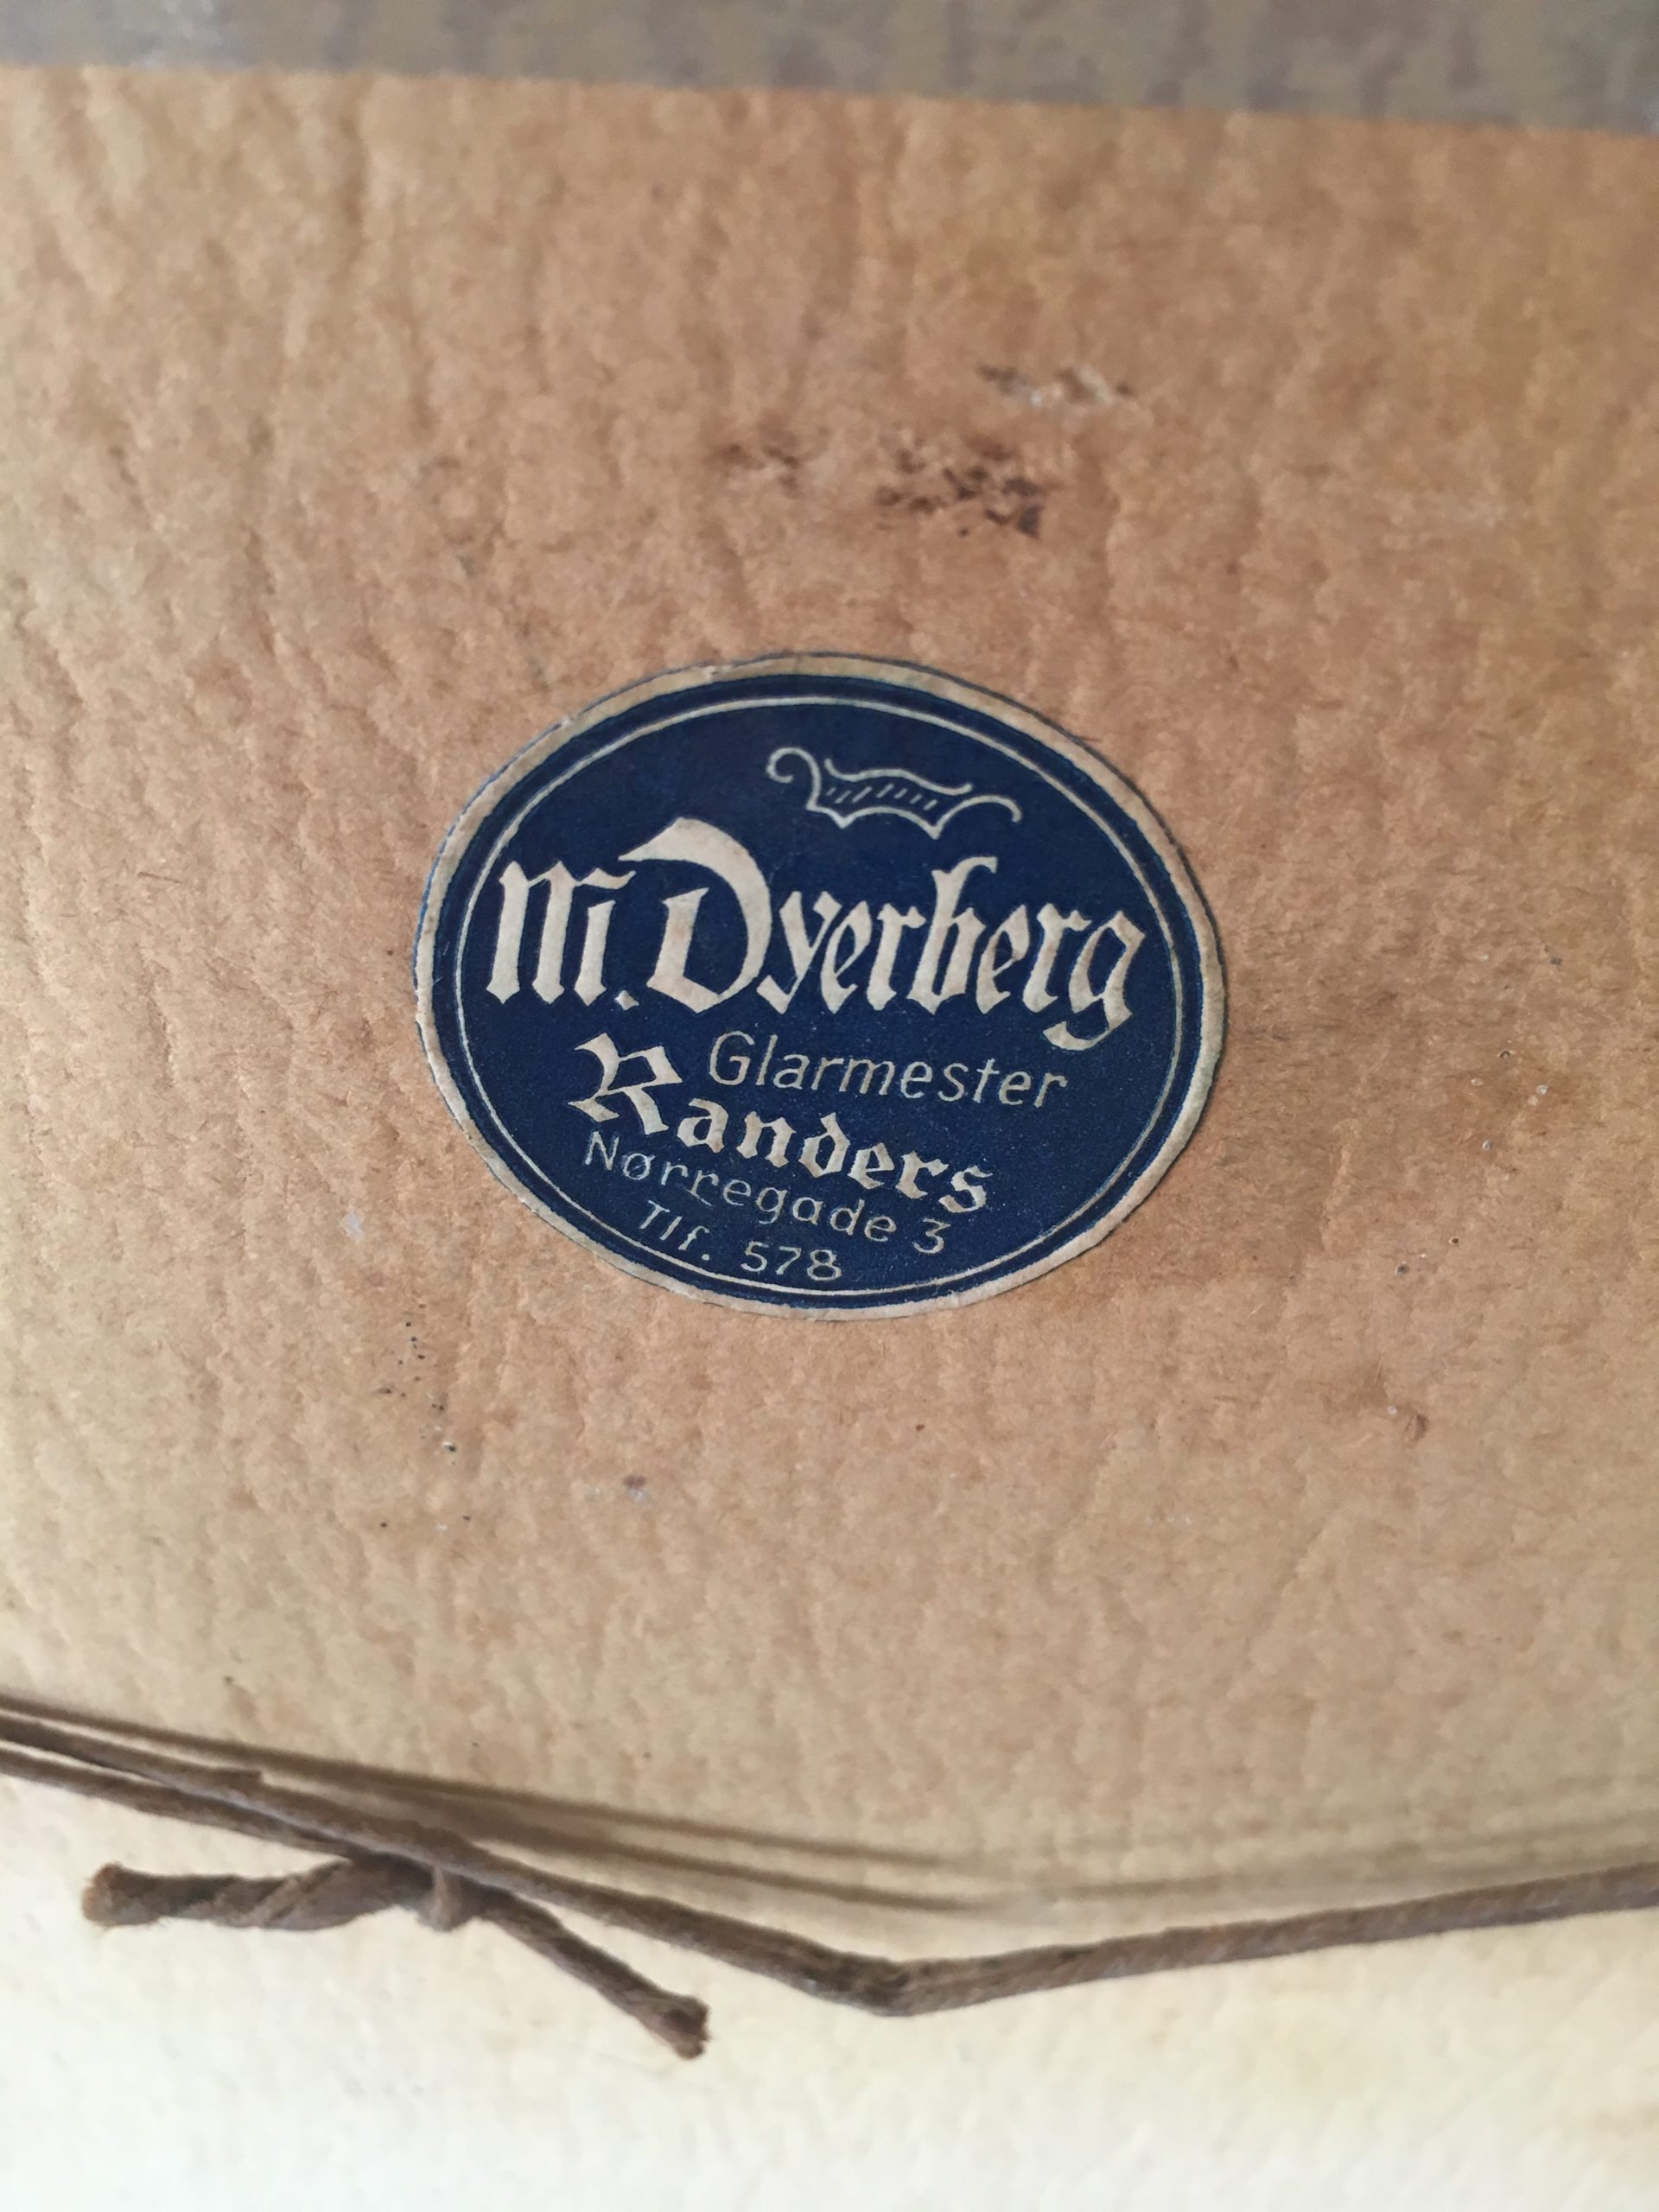 M. Dyerberg
Glarmester
Randers
Nørregade 3
Tlf. 578